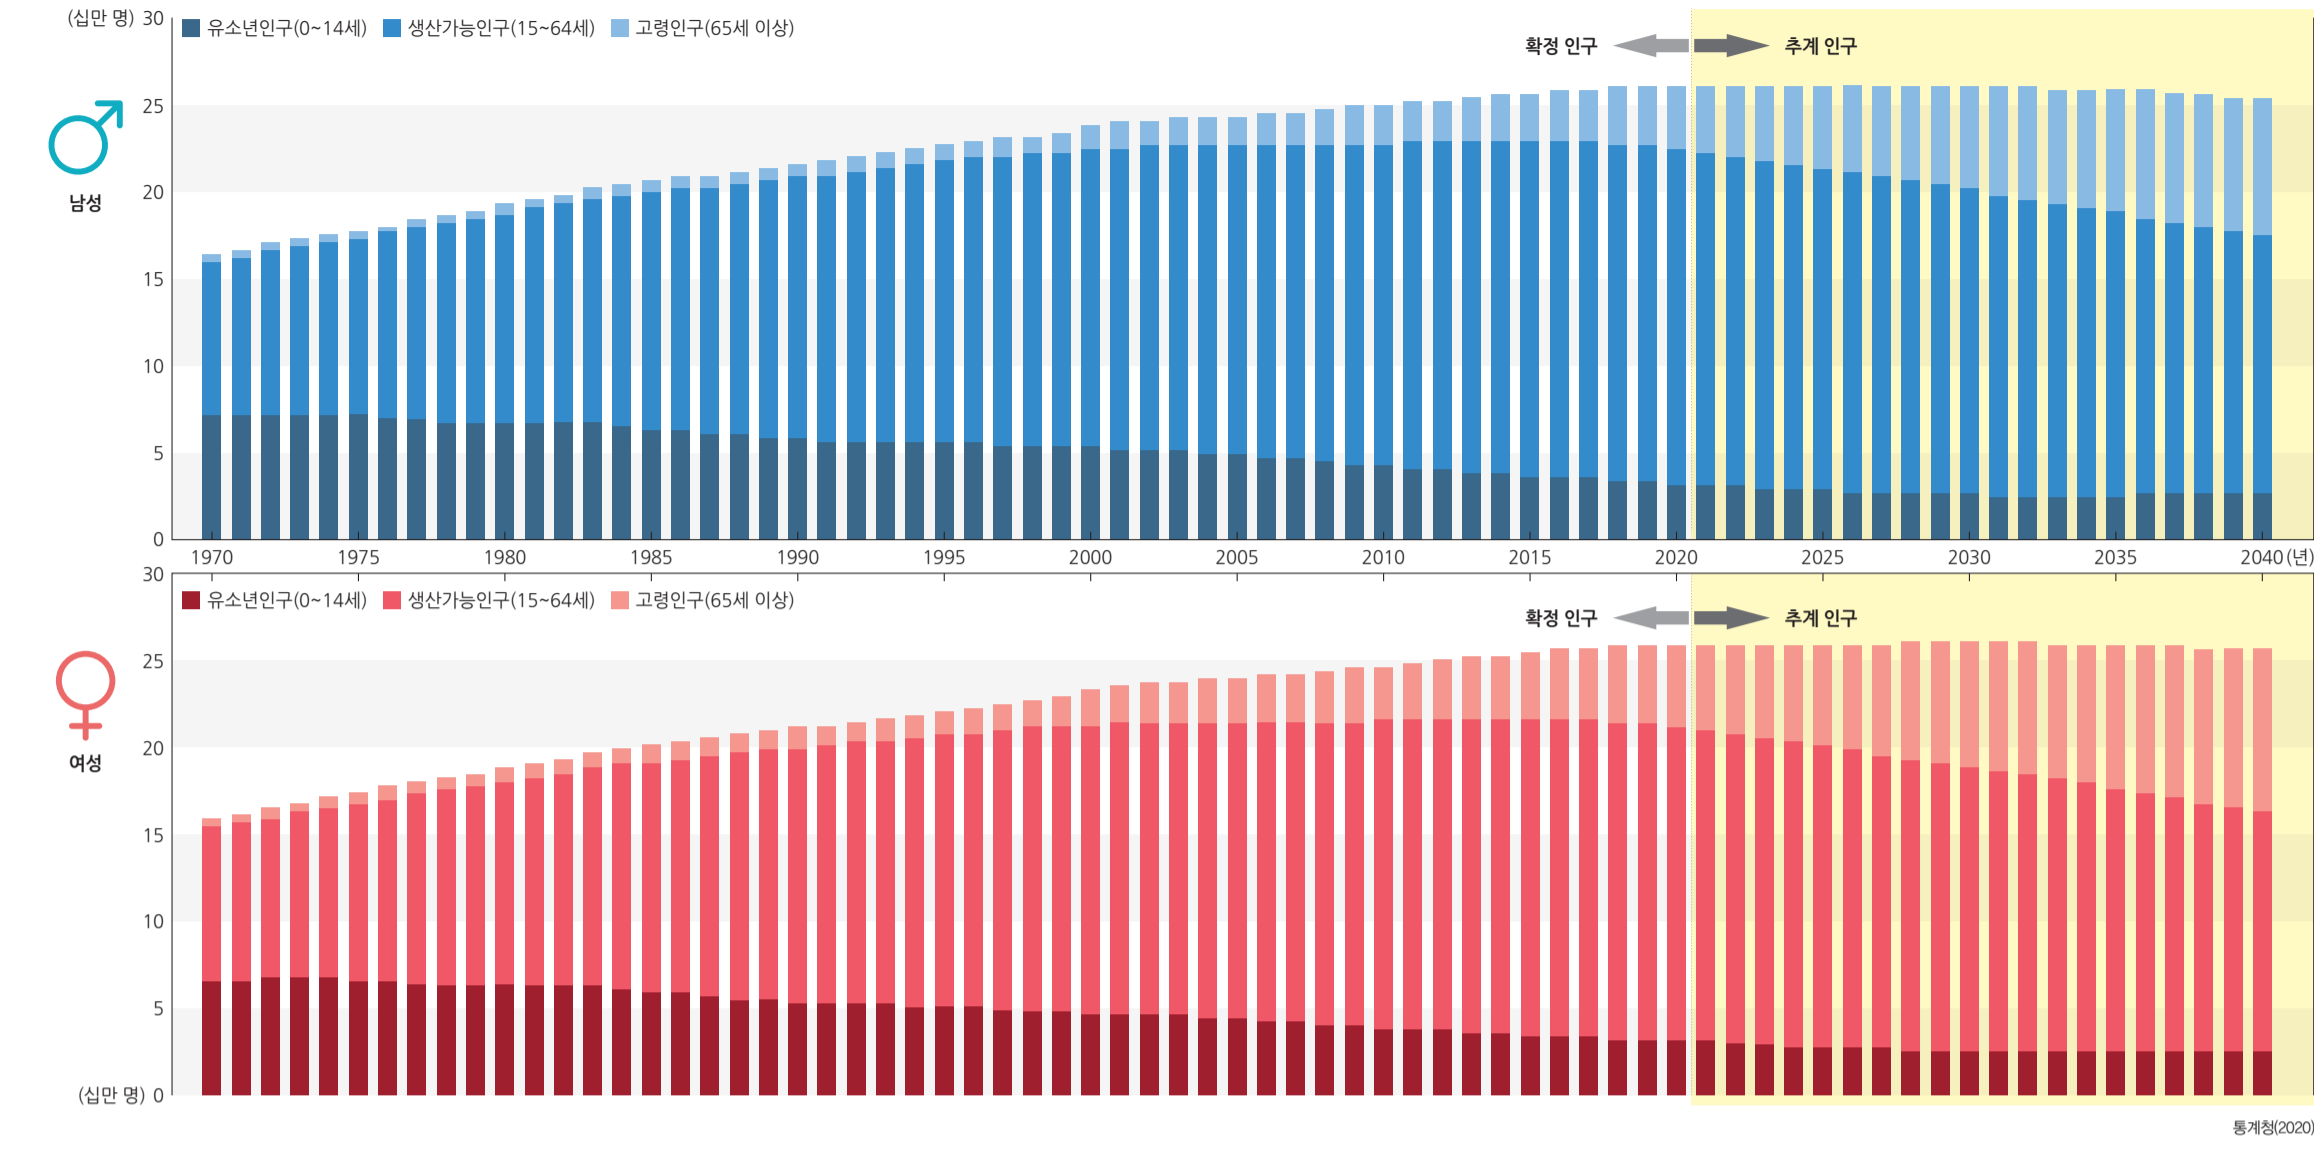 (십만 명) 30
유소년인구(0~14세) 생산가능인구(15~64세) 고령인구(65세 이상)
확정 인구 추계 인구
25
20
남성
15
10
5
0
1970 1975 1980 1985 1990 1995 2000 2005 2010 2015 2020 2025 2030 2035 2040 (년)
30
유소년인구(0~14세) 생산가능인구(15~64세) 고령인구(65세 이상)
확정 인구 추계 인구
25
20
여성
15
10
5
(십만 명) 0
통계청(2020)